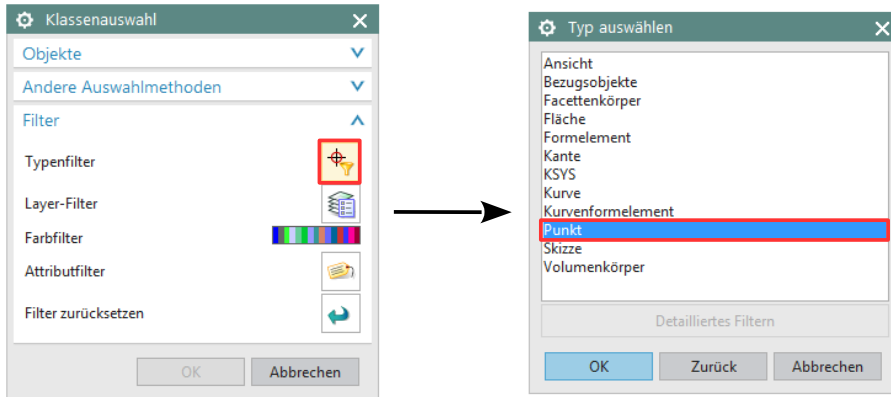 Klassenauswahl
Objekte
Andere Auswahlmethoden
Filter
Typenfilter
Layer-Filter
Farbfilter
Attributfilter
Filter zurücksetzen
OK
Abbrechen
Typ auswählen
Ansicht
Bezugsobjekte
Facettenkörper
Fläche
Formelement
Kante
KSYS
Kurve
Kurvenformelement
Punkt
Skizze
Volumenkörper
Detailliertes Filtern
OK
Zurück
Abbrechen